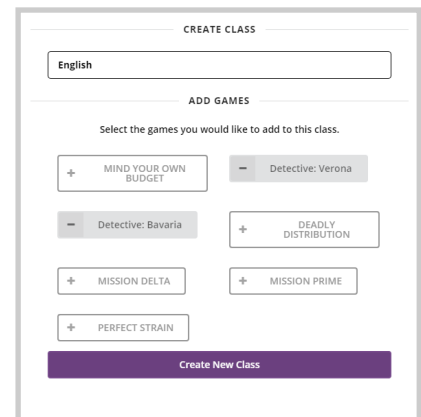 CREATE CLASS
English
ADD GAMES
Select the games you would like to add to this class.
+ MIND YOUR OWN
BUDGET
− Detective: Verona
− Detective: Bavaria
+ DEADLY
DISTRIBUTION
+ MISSION DELTA
+ MISSION PRIME
+ PERFECT STRAIN
Create New Class